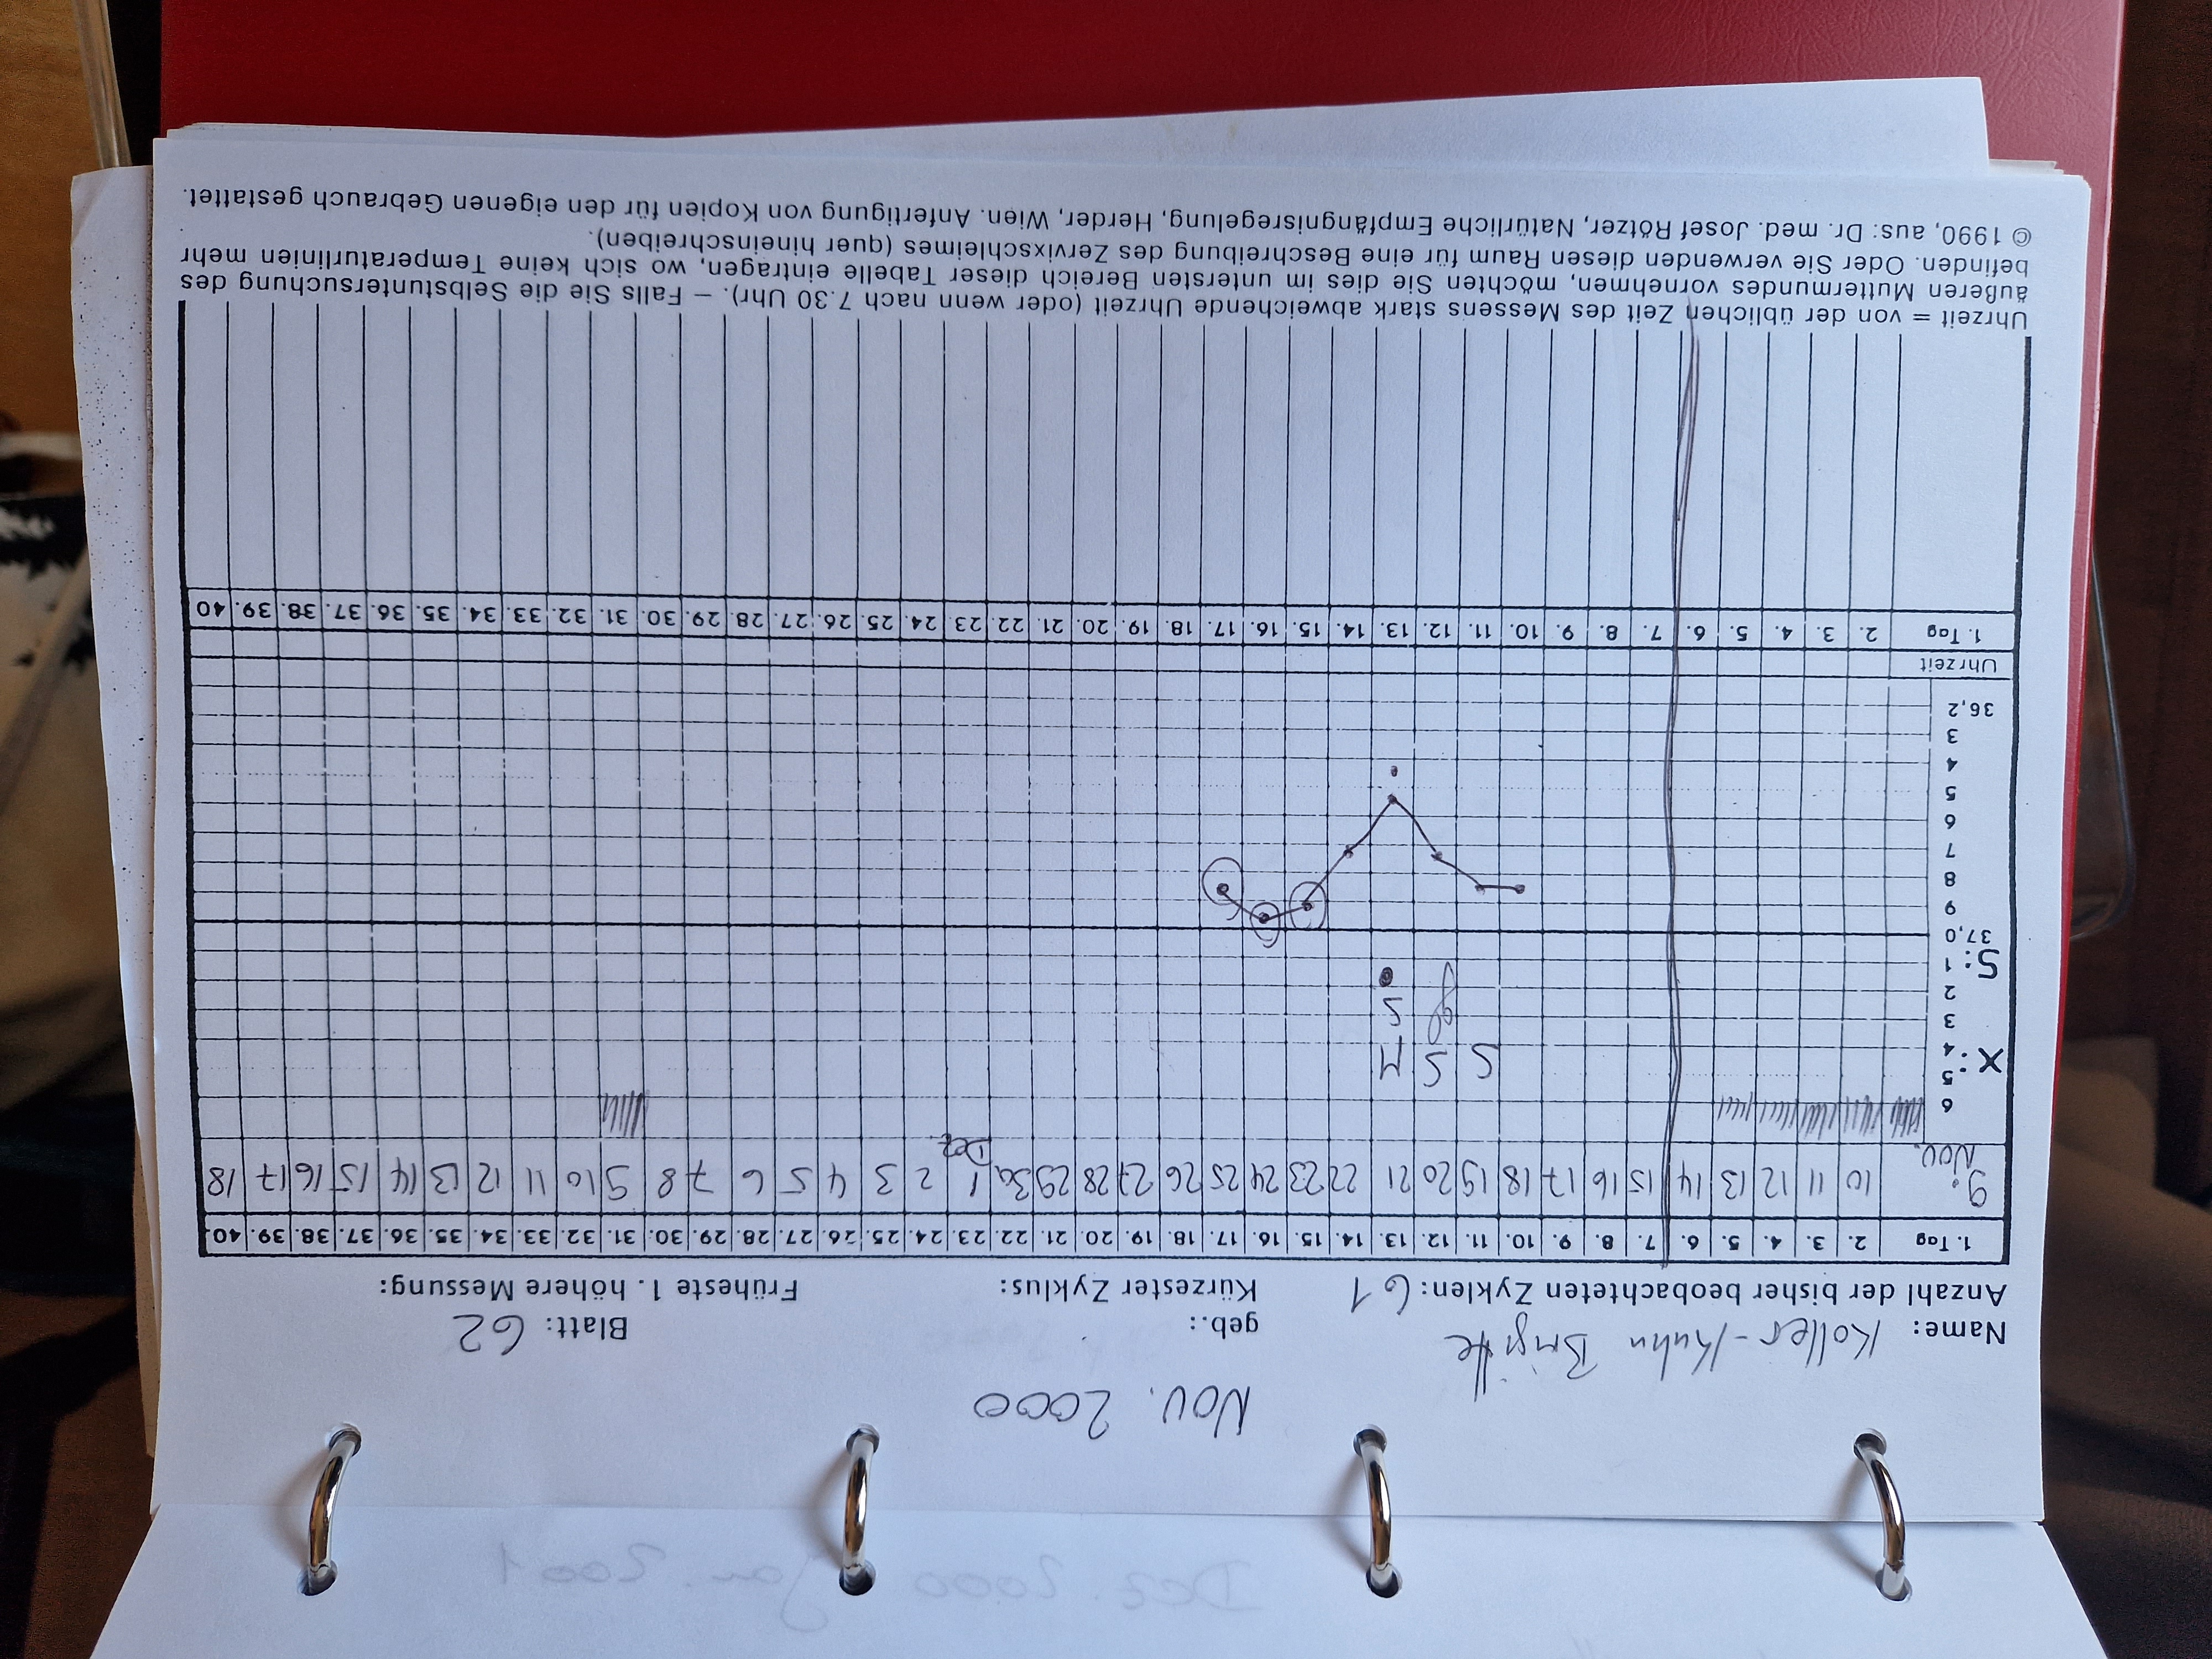 Nov. 2000
Name: Koller-Kuhn Brigitte geb.: Blatt: 62
Anzahl der bisher beobachteten Zyklen: 61 Kürzester Zyklus: Früheste 1. höhere Messung:
1. Tag 2. 3. 4. 5. 6. 7. 8. 9. 10. 11. 12. 13. 14. 15. 16. 17. 18. 19. 20. 21. 22. 23. 24. 25. 26. 27. 28. 29. 30. 31. 32. 33. 34. 35. 36. 37. 38. 39. 40.
9. 10 11 12 13 14 15 16 17 18 19 20 21 22 23 24 25 26 27 28 29 30 1 2 3 4 5 6 7 8 9 10 11 12 13 14 15 16 17 18
Nov. Dez.
6
X: 5
4 S S M
3 gl S
2
S: 1
37,0
9
8
7
6
5
4
3
36,2
Uhrzeit
1. Tag 2. 3. 4. 5. 6. 7. 8. 9. 10. 11. 12. 13. 14. 15. 16. 17. 18. 19. 20. 21. 22. 23. 24. 25. 26. 27. 28. 29. 30. 31. 32. 33. 34. 35. 36. 37. 38. 39. 40
Uhrzeit = von der üblichen Zeit des Messens stark abweichende Uhrzeit (oder wenn nach 7.30 Uhr). — Falls Sie die Selbstuntersuchung des
äußeren Muttermundes vornehmen, möchten Sie dies im untersten Bereich dieser Tabelle eintragen, wo sich keine Temperaturlinien mehr
befinden. Oder Sie verwenden diesen Raum für eine Beschreibung des Zervixschleimes (quer hineinschreiben).
© 1990, aus: Dr. med. Josef Rötzer, Natürliche Empfängnisregelung, Herder, Wien. Anfertigung von Kopien für den eigenen Gebrauch gestattet.